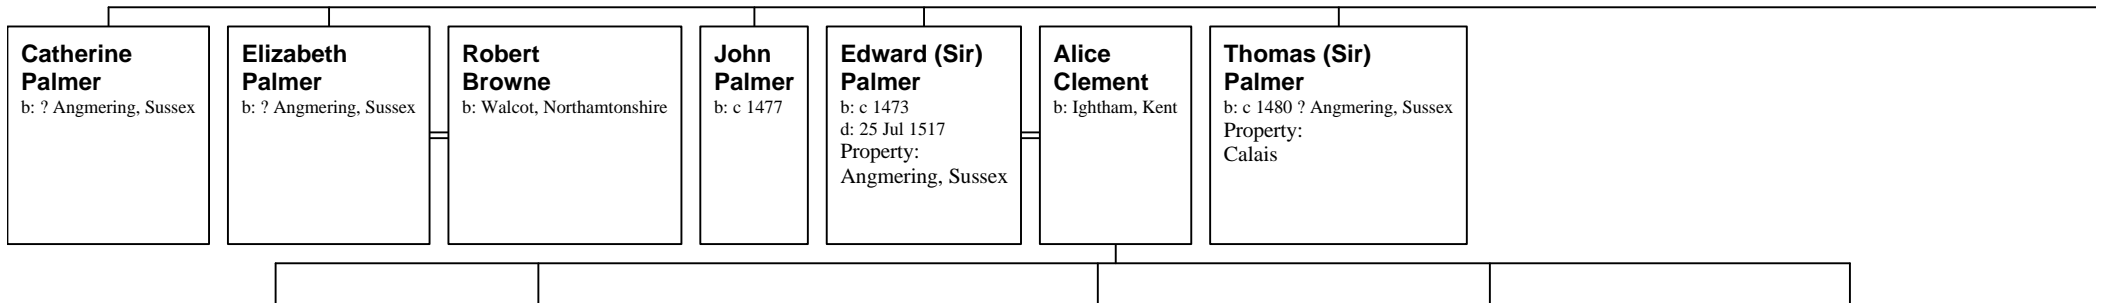 Catherine
Palmer
b: ? Angmering, Sussex
Elizabeth
Palmer
b: ? Angmering, Sussex
Robert
Browne
b: Walcot, Northamtonshire
John
Palmer
b: c 1477
Edward (Sir)
Palmer
b: c 1473
d: 25 Jul 1517
Property:
Angmering, Sussex
Alice
Clement
b: Ightham, Kent
Thomas (Sir)
Palmer
b: c 1480 ? Angmering, Sussex
Property:
Calais